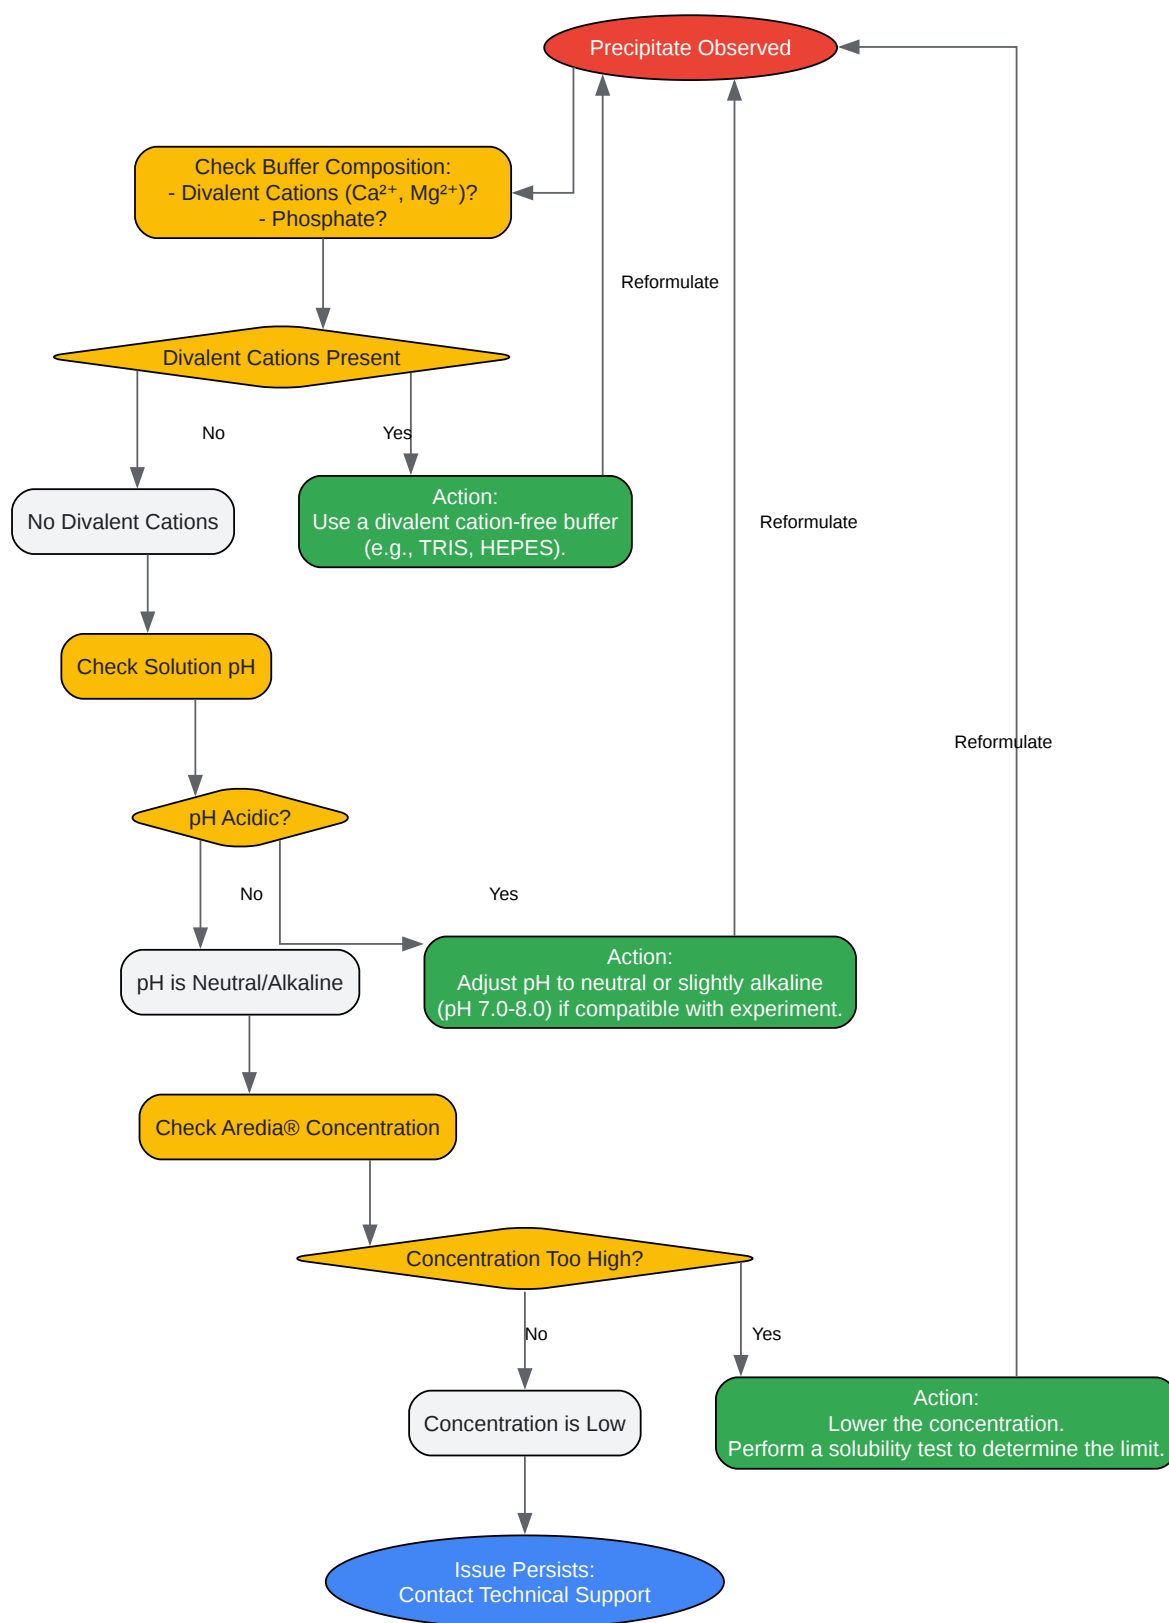 Precipitate Observed
Check Buffer Composition:
- Divalent Cations (Ca²⁺, Mg²⁺)?
- Phosphate?
Reformulate
Divalent Cations Present
No
Yes
No Divalent Cations
Action:
Use a divalent cation-free buffer
(e.g., TRIS, HEPES).
Reformulate
Check Solution pH
Reformulate
pH Acidic?
No
Yes
pH is Neutral/Alkaline
Action:
Adjust pH to neutral or slightly alkaline
(pH 7.0-8.0) if compatible with experiment.
Check Aredia® Concentration
Concentration Too High?
No
Yes
Concentration is Low
Action:
Lower the concentration.
Perform a solubility test to determine the limit.
Issue Persists:
Contact Technical Support